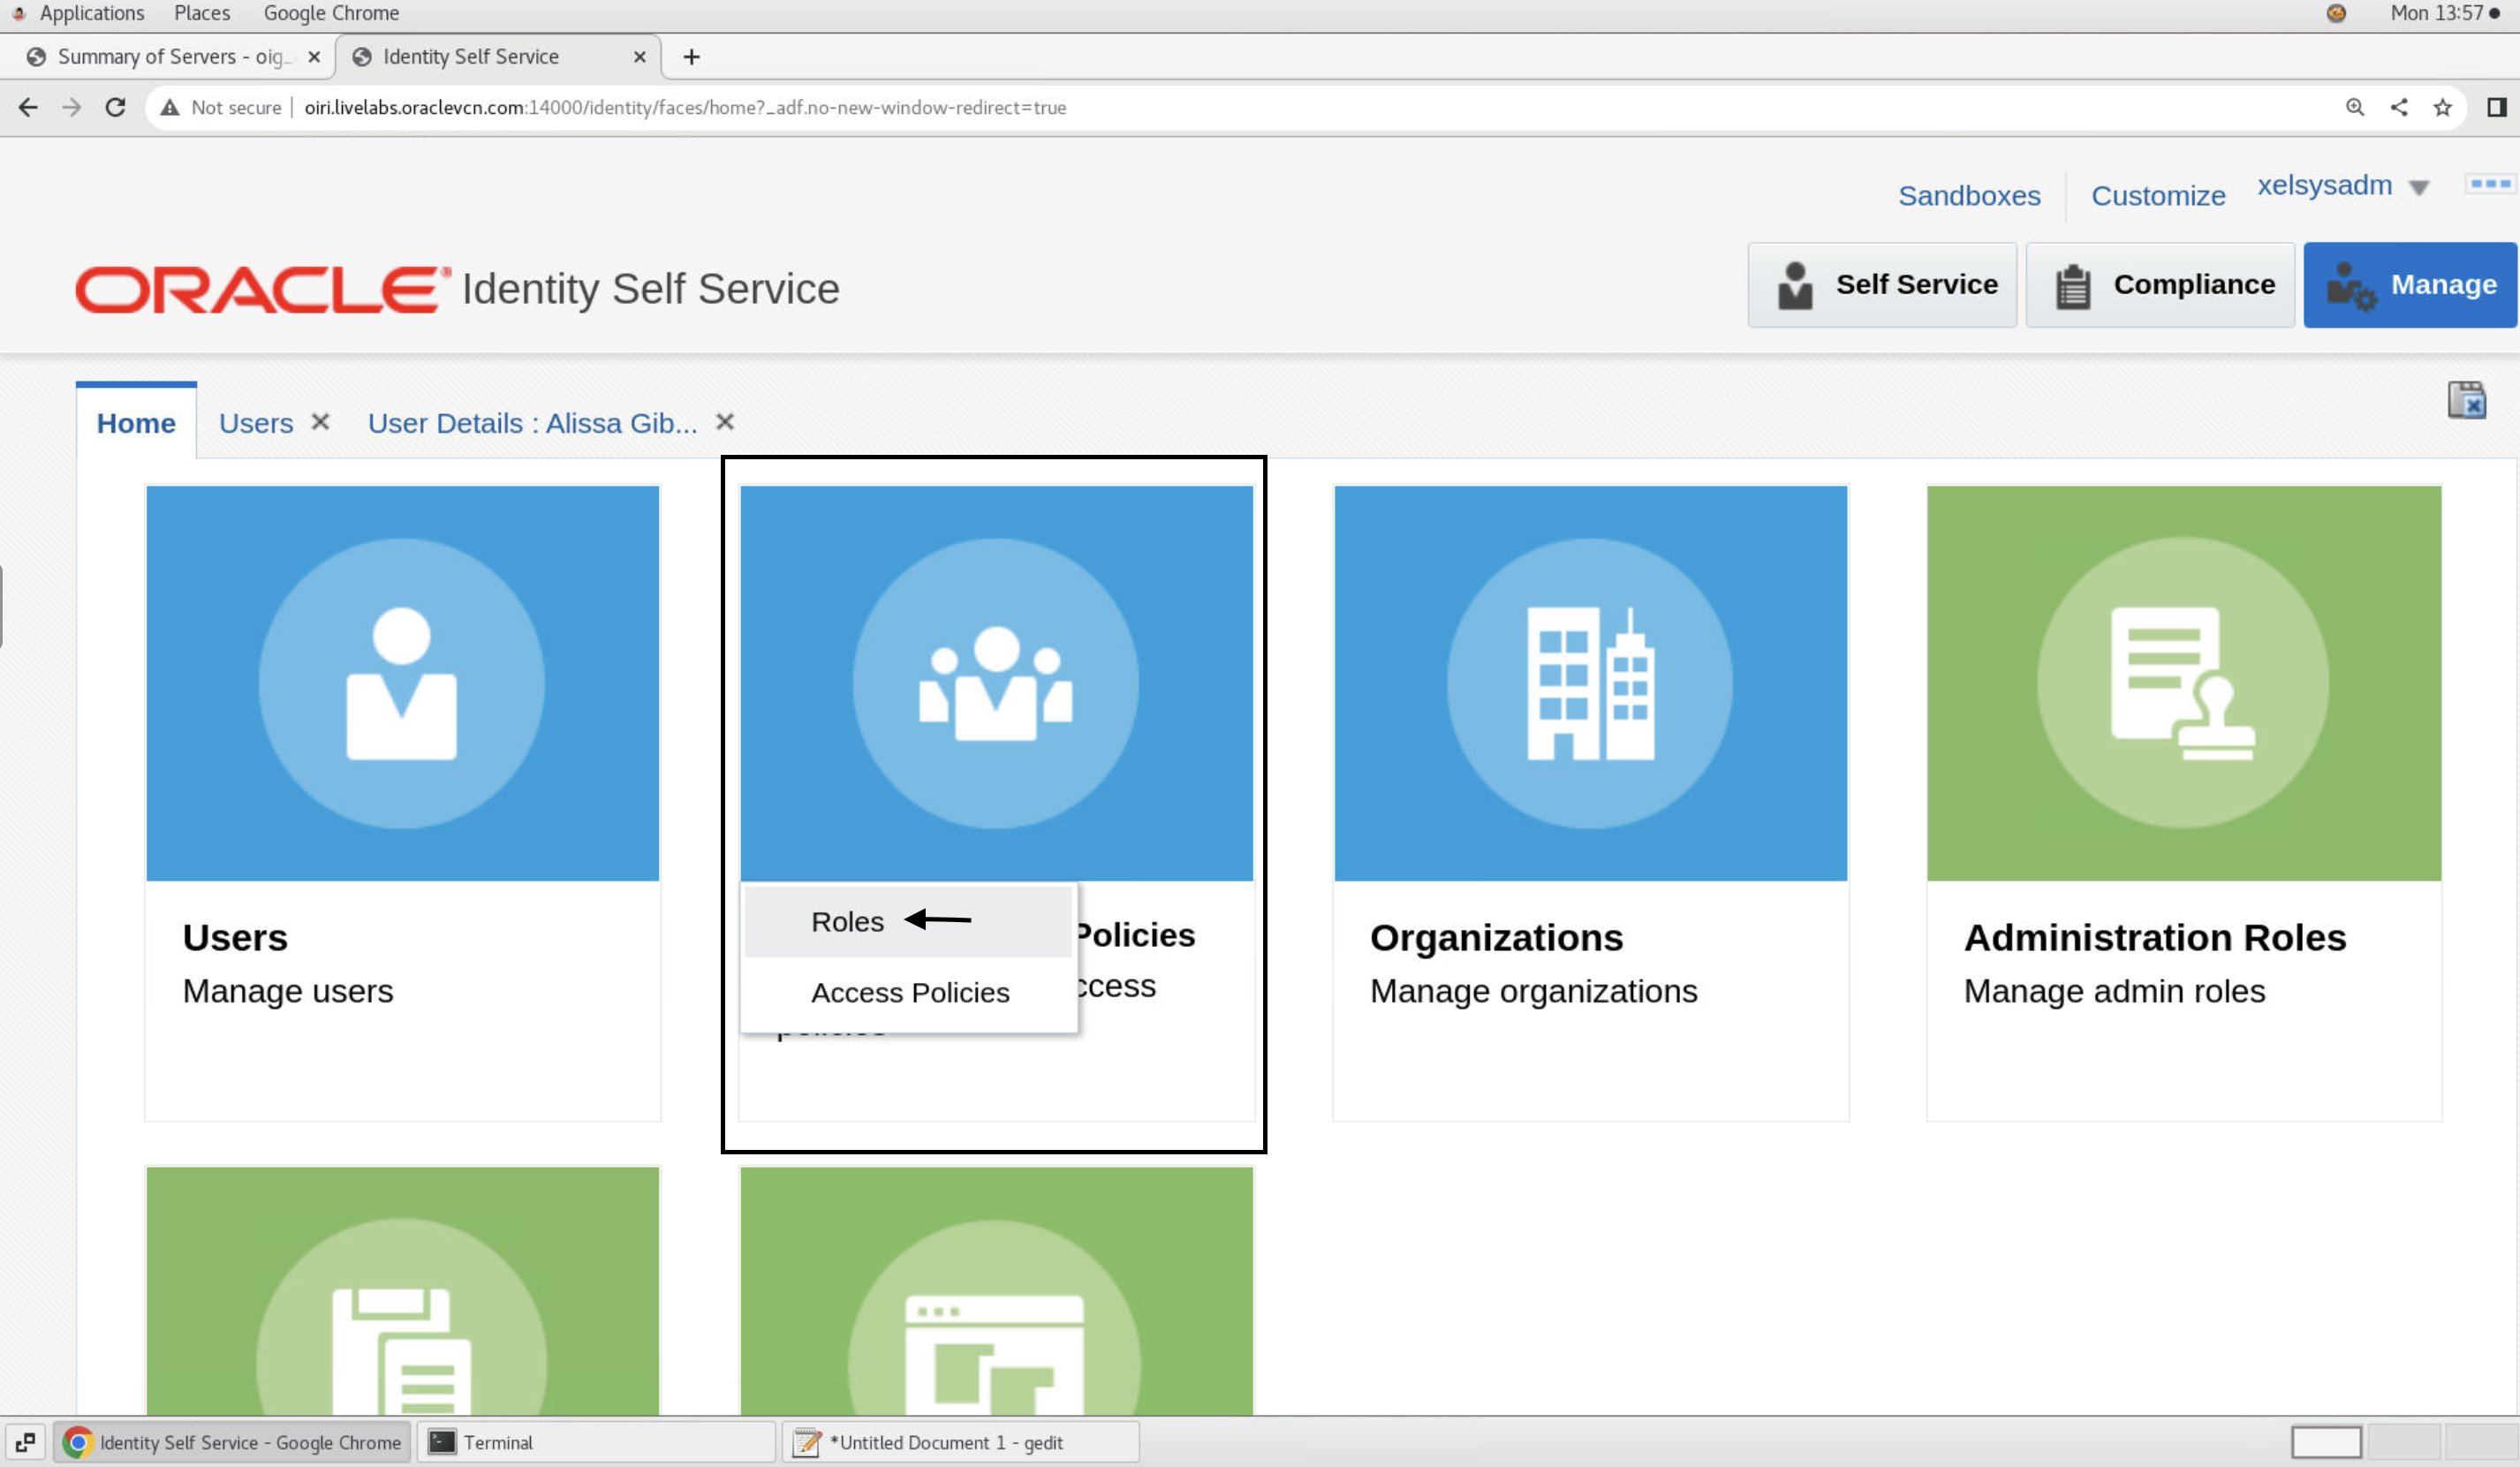 Applications Places Google Chrome Mon 13:57
Summary of Servers - oig_ Identity Self Service
Not secure oiri.livelabs.oraclevcn.com:14000/identity/faces/home?_adf.no-new-window-redirect=true
Sandboxes Customize xelsysadm
ORACLE® Identity Self Service
Self Service Compliance Manage
Home Users User Details : Alissa Gib...
Users
Manage users
Roles
Access Policies
Policies
ccess
policies
Organizations
Manage organizations
Administration Roles
Manage admin roles
Identity Self Service - Google Chrome Terminal *Untitled Document 1 - gedit